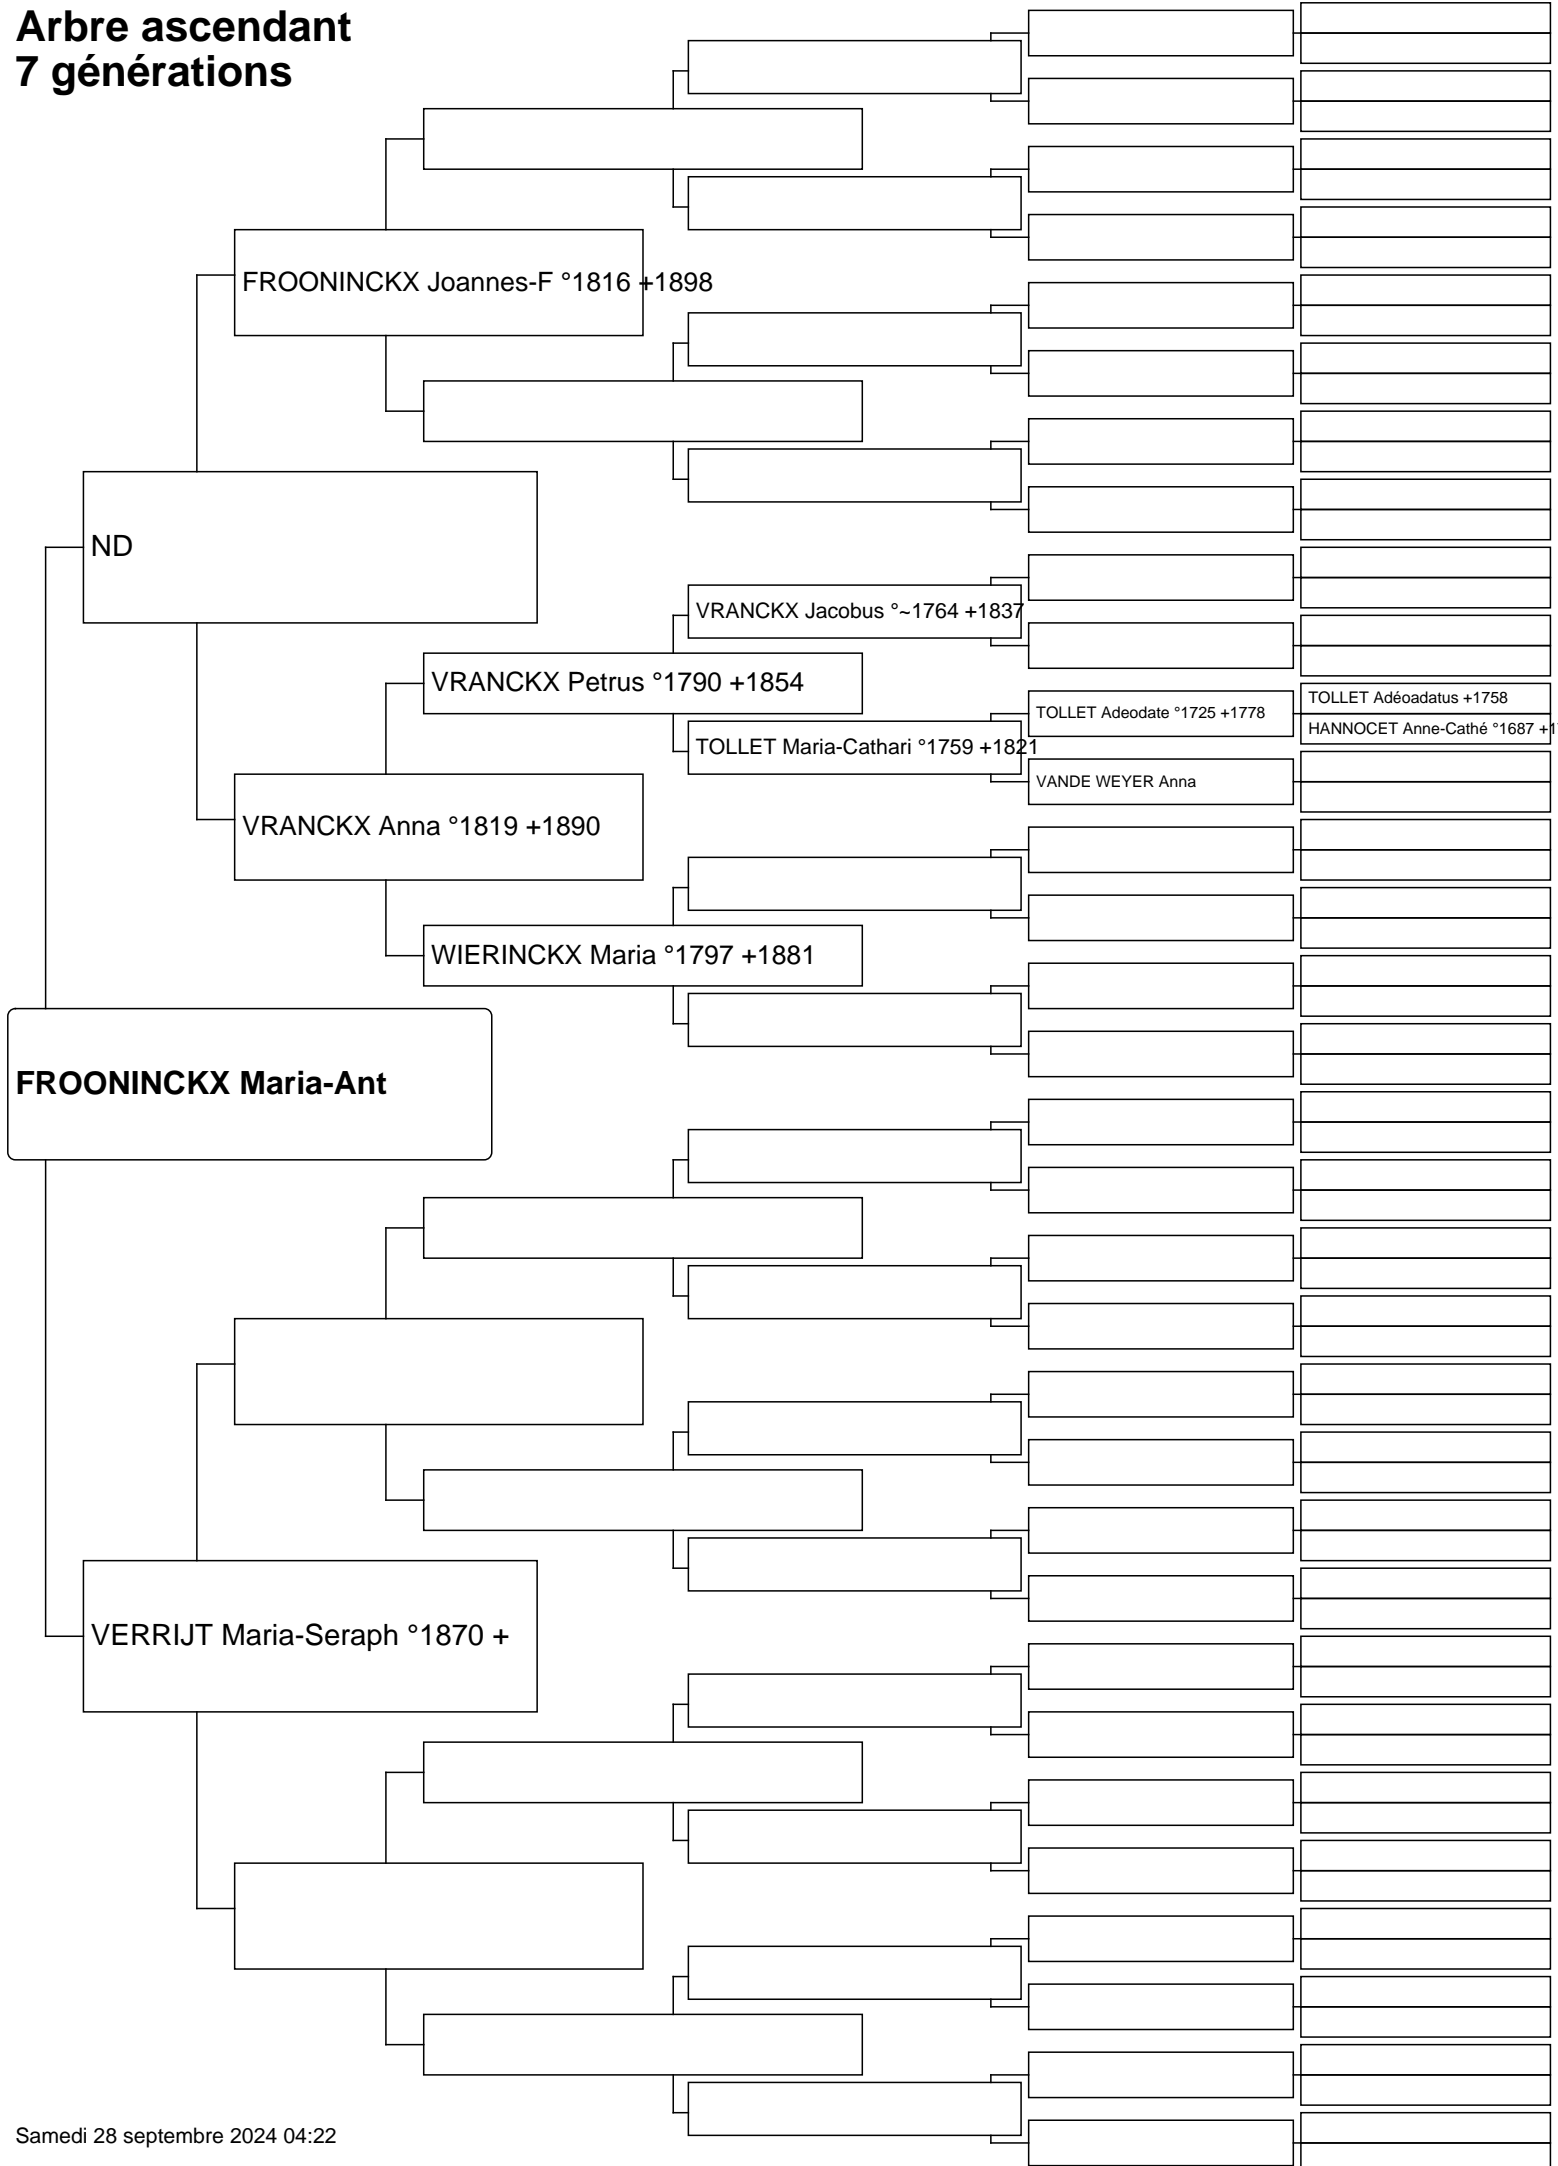 Arbre ascendant
7 générations
FROONINCKX Joannes-F °1816 +1898
ND
VRANCKX Jacobus °~1764 +1837
VRANCKX Petrus °1790 +1854
TOLLET Adéoadatus +1758
TOLLET Adeodate °1725 +1778
HANNOCET Anne-Cathé °1687 +1
TOLLET Maria-Cathari °1759 +1821
VANDE WEYER Anna
VRANCKX Anna °1819 +1890
WIERINCKX Maria °1797 +1881
FROONINCKX Maria-Ant
VERRIJT Maria-Seraph °1870 +
Samedi 28 septembre 2024 04:22